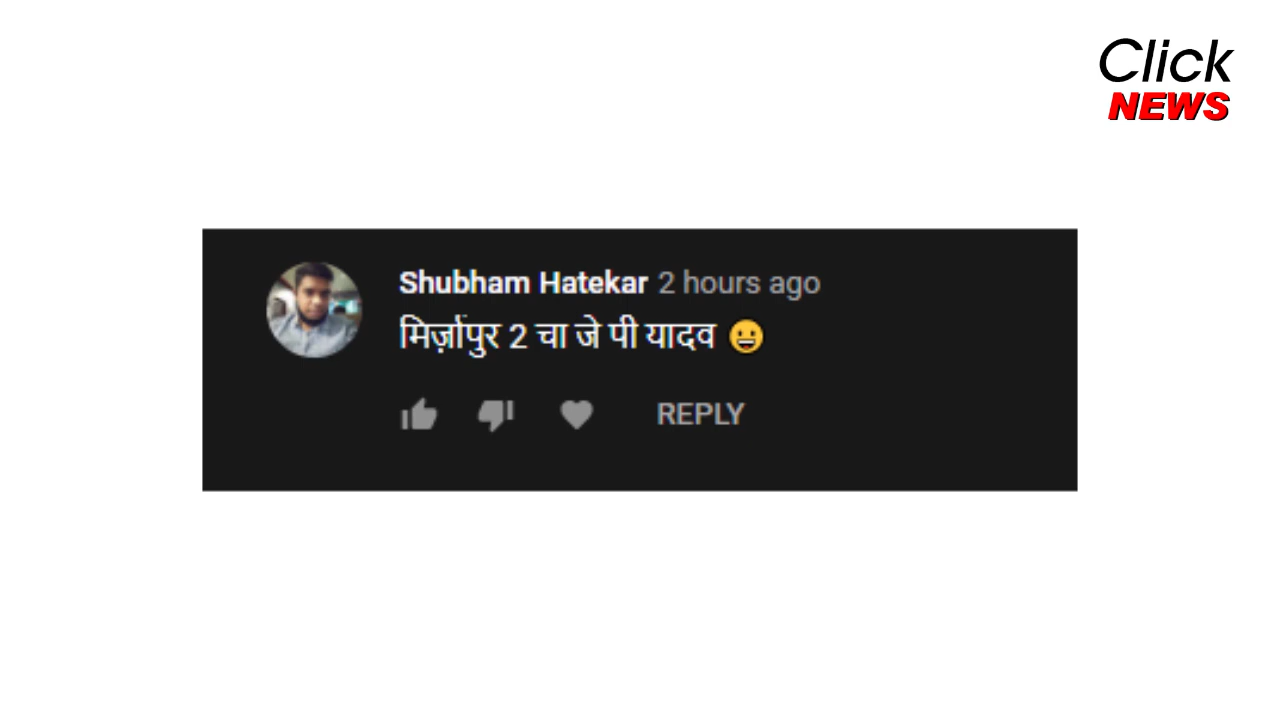 Click
NEWS
Shubham Hatekar 2 hours ago
मिर्ज़ापुर 2 चा जे पी यादव 😀
REPLY